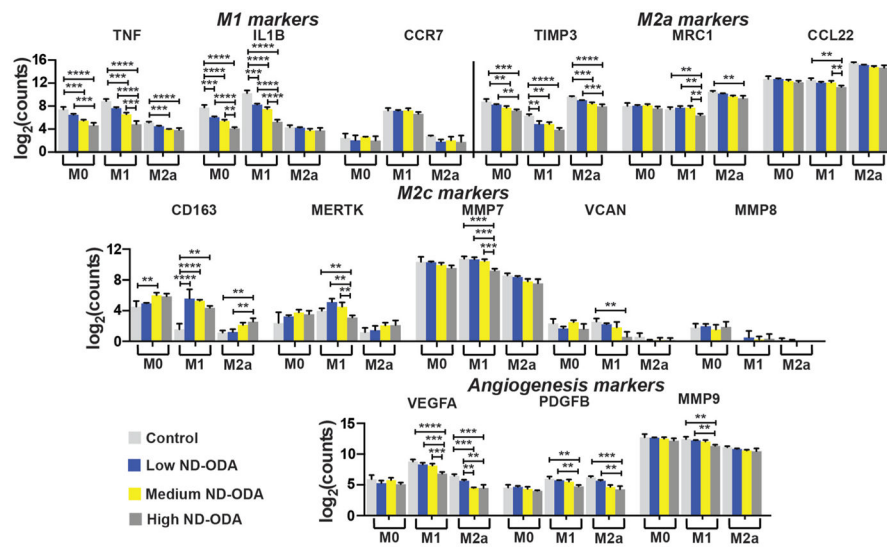 M1 markers
M2a markers
TNF IL1B CCR7 TIMP3 MRC1 CCL22
log2(counts)
16
12
8
4
0
M0 M1 M2a M0 M1 M2a M0 M1 M2a M0 M1 M2a M0 M1 M2a M0 M1 M2a
M2c markers
CD163 MERTK MMP7 VCAN MMP8
log2(counts)
12
8
4
0
M0 M1 M2a M0 M1 M2a M0 M1 M2a M0 M1 M2a M0 M1 M2a
Angiogenesis markers
VEGFA PDGFB MMP9
log2(counts)
15
10
5
0
M0 M1 M2a M0 M1 M2a M0 M1 M2a
Control
Low ND-ODA
Medium ND-ODA
High ND-ODA